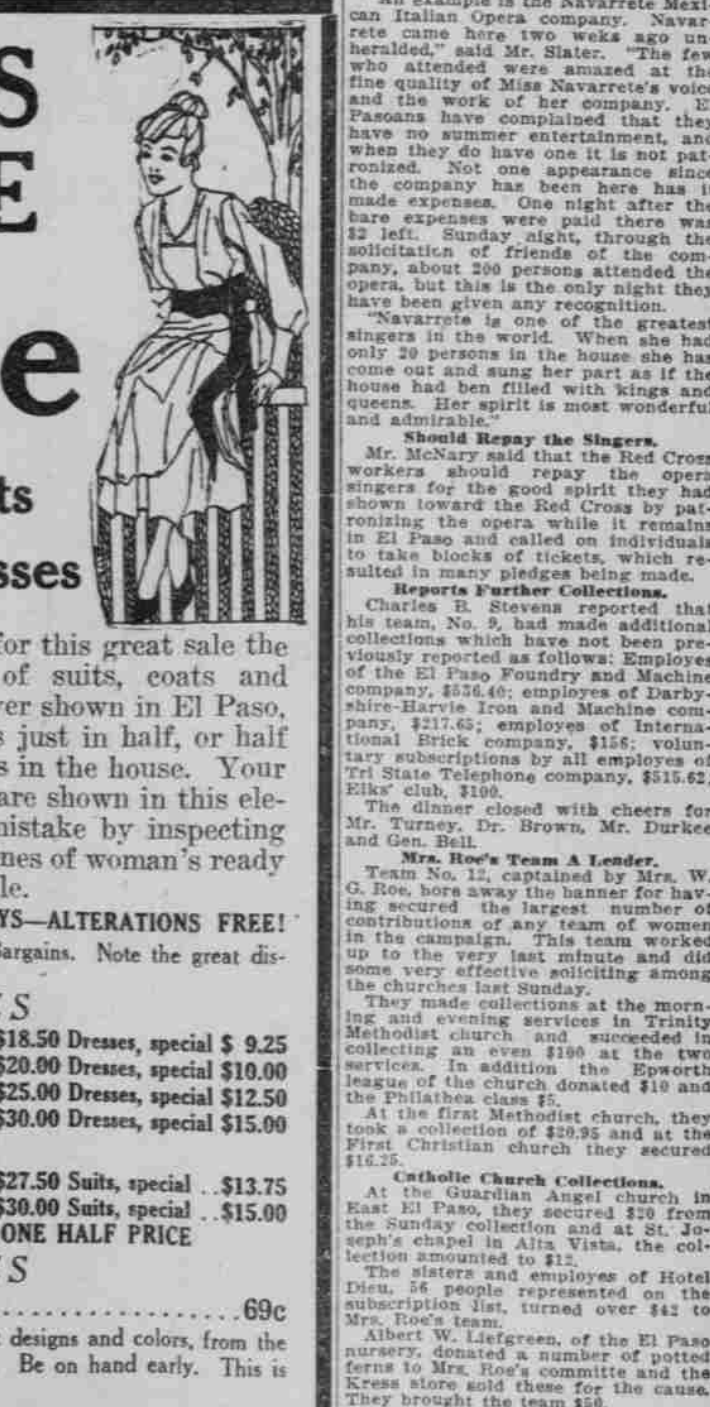 S
E
e
ts
sses
for this great sale the
of suits, coats and
er shown in El Paso,
s just in half, or half
s in the house. Your
are shown in this ele-
nistake by inspecting
nes of woman's ready
le.
YS—ALTERATIONS FREE!
Bargains. Note the great dis-
S
$18.50 Dresses, special $ 9.25
$20.00 Dresses, special $10.00
$25.00 Dresses, special $12.50
$30.00 Dresses, special $15.00
$27.50 Suits, special ..$13.75
$30.00 Suits, special ..$15.00
ONE HALF PRICE
S
..................69c
designs and colors, from the
Be on hand early. This is
"An example is the Navarrete Mexi-
can Italian Opera company. Navar-
rete came here two weks ago un-
heralded," said Mr. Slater. "The few
who attended were amazed at the
fine quality of Miss Navarrete's voice
and the work of her company. E
Pasoans have complained that they
have no summer entertainment, and
when they do have one it is not pat-
ronized. Not one appearance since
the company has been here has i
made expenses. One night after the
bare expenses were paid there was
$2 left. Sunday night, through the
solicitation of friends of the com-
pany, about 200 persons attended the
opera, but this is the only night they
have been given any recognition.
"Navarrete is one of the greatest
singers in the world. When she had
only 20 persons in the house she has
come out and sung her part as if the
house had ben filled with kings and
queens. Her spirit is most wonderful
and admirable."
Should Repay the Singers.
Mr. McNary said that the Red Cross
workers should repay the opera
singers for the good spirit they had
shown toward the Red Cross by pat-
ronizing the opera while it remains
in El Paso and called on individuals
to take blocks of tickets, which re-
sulted in many pledges being made.
Reports Further Collections.
Charles B. Stevens reported that
his team, No. 9, had made additional
collections which have not been pre-
viously reported as follows: Employes
of the El Paso Foundry and Machine
company, $536.40; employes of Darby-
shire-Harvie Iron and Machine com-
pany, $217.65; employes of Interna-
tional Brick company, $156; volun-
tary subscriptions by all employes of
Tri State Telephone company, $515.62;
Elks' club, $100.
The dinner closed with cheers for
Mr. Turney, Dr. Brown, Mr. Durkee
and Gen. Bell.
Mrs. Roe's Team A Leader.
Team No. 12, captained by Mrs. W.
G. Roe, bore away the banner for hav-
ing secured the largest number of
contributions of any team of women
in the campaign. This team worked
up to the very last minute and did
some very effective soliciting among
the churches last Sunday.
They made collections at the morn-
ing and evening services in Trinity
Methodist church and succeeded in
collecting an even $100 at the two
services. In addition the Epworth
league of the church donated $10 and
the Philathea class $5.
At the first Methodist church, they
took a collection of $20.95 and at the
First Christian church they secured
$16.25.
Catholic Church Collections.
At the Guardian Angel church in
East El Paso, they secured $20 from
the Sunday collection and at St. Jo-
seph's chapel in Alta Vista, the col-
lection amounted to $12.
The sisters and employes of Hotel
Dieu, 56 people represented on the
subscription list, turned over $42 to
Mrs. Roe's team.
Albert W. Liefgreen, of the El Paso
nursery, donated a number of potted
ferns to Mrs. Roe's committe and the
Kress store sold these for the cause.
They brought the team $50.